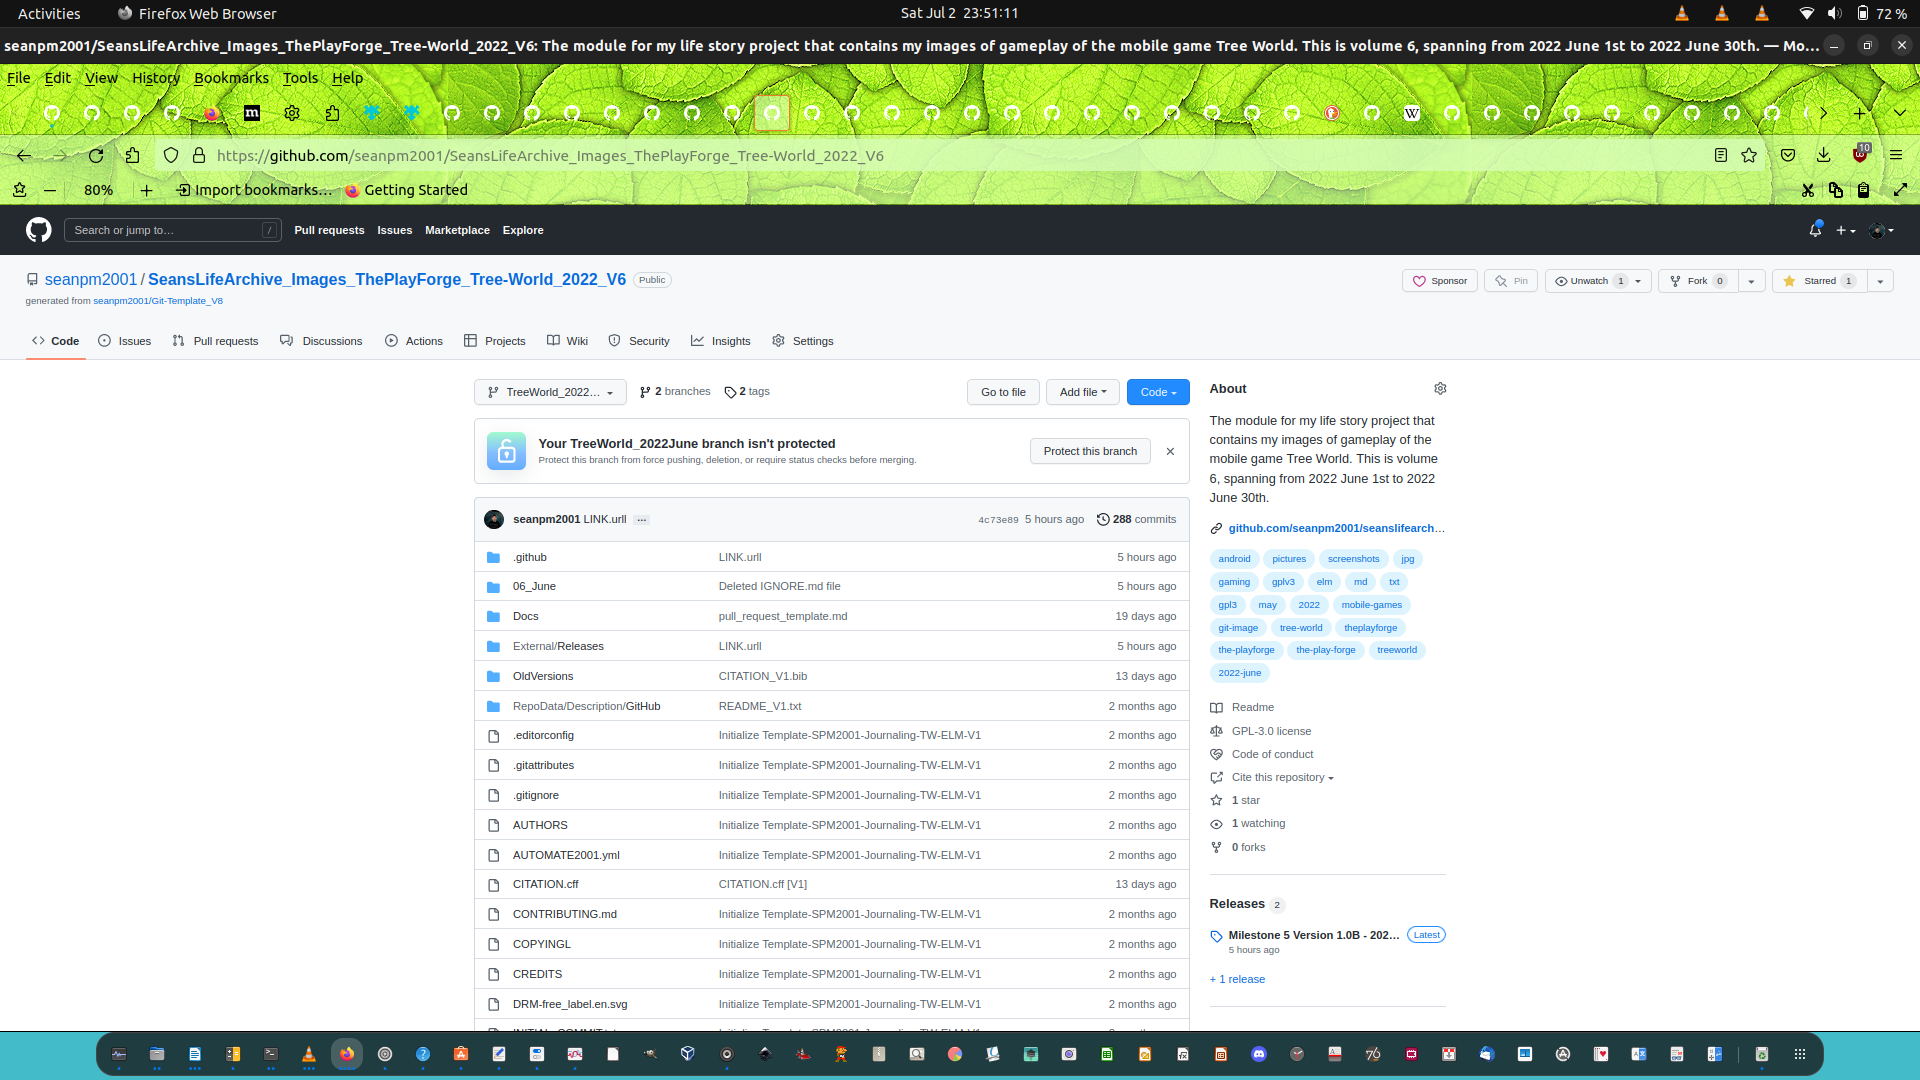 Activities Firefox Web Browser Sat Jul 2 23:51:11 72 %
seanpm2001/SeansLifeArchive_Images_ThePlayForge_Tree-World_2022_V6: The module for my life story project that contains my images of gameplay of the mobile game Tree World. This is volume 6, spanning from 2022 June 1st to 2022 June 30th. — Mo…
File Edit View History Bookmarks Tools Help
https://github.com/seanpm2001/SeansLifeArchive_Images_ThePlayForge_Tree-World_2022_V6 10
80% Import bookmarks… Getting Started
Search or jump to… / Pull requests Issues Marketplace Explore
seanpm2001 / SeansLifeArchive_Images_ThePlayForge_Tree-World_2022_V6 Public Sponsor Pin Unwatch 1 Fork 0 Starred 1
generated from seanpm2001/Git-Template_V8
Code Issues Pull requests Discussions Actions Projects Wiki Security Insights Settings
TreeWorld_2022… 2 branches 2 tags Go to file Add file Code
Your TreeWorld_2022June branch isn't protected
Protect this branch from force pushing, deletion, or require status checks before merging.
Protect this branch
seanpm2001 LINK.urll … 4c73e89 5 hours ago 288 commits
.github LINK.urll 5 hours ago
06_June Deleted IGNORE.md file 5 hours ago
Docs pull_request_template.md 19 days ago
External/Releases LINK.urll 5 hours ago
OldVersions CITATION_V1.bib 13 days ago
RepoData/Description/GitHub README_V1.txt 2 months ago
.editorconfig Initialize Template-SPM2001-Journaling-TW-ELM-V1 2 months ago
.gitattributes Initialize Template-SPM2001-Journaling-TW-ELM-V1 2 months ago
.gitignore Initialize Template-SPM2001-Journaling-TW-ELM-V1 2 months ago
AUTHORS Initialize Template-SPM2001-Journaling-TW-ELM-V1 2 months ago
AUTOMATE2001.yml Initialize Template-SPM2001-Journaling-TW-ELM-V1 2 months ago
CITATION.cff CITATION.cff [V1] 13 days ago
CONTRIBUTING.md Initialize Template-SPM2001-Journaling-TW-ELM-V1 2 months ago
COPYINGL Initialize Template-SPM2001-Journaling-TW-ELM-V1 2 months ago
CREDITS Initialize Template-SPM2001-Journaling-TW-ELM-V1 2 months ago
DRM-free_label.en.svg Initialize Template-SPM2001-Journaling-TW-ELM-V1 2 months ago
About
The module for my life story project that
contains my images of gameplay of the
mobile game Tree World. This is volume
6, spanning from 2022 June 1st to 2022
June 30th.
github.com/seanpm2001/seanslifearch…
android pictures screenshots jpg
gaming gplv3 elm md txt
gpl3 may 2022 mobile-games
git-image tree-world theplayforge
the-playforge the-play-forge treeworld
2022-june
Readme
GPL-3.0 license
Code of conduct
Cite this repository
1 star
1 watching
0 forks
Releases 2
Milestone 5 Version 1.0B - 202… Latest
5 hours ago
+ 1 release